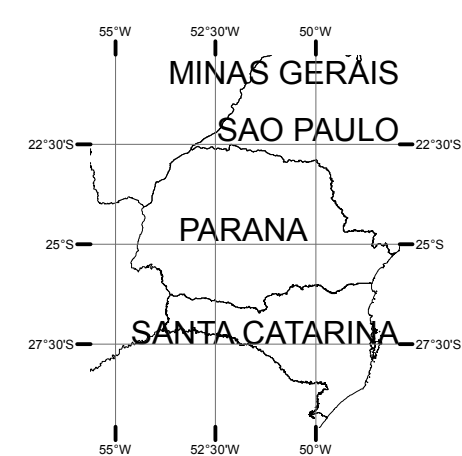 55°W 52°30'W 50°W
MINAS GERAIS
SAO PAULO
22°30'S 22°30'S
PARANA
25°S 25°S
SANTA CATARINA
27°30'S 27°30'S
55°W 52°30'W 50°W